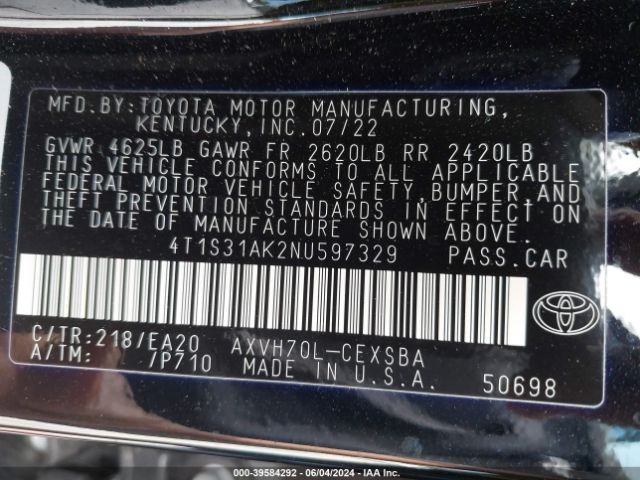 MFD.BY:TOYOTA MOTOR MANUFACTURING,
KENTUCKY,INC.07/22
GVWR 4625LB GAWR FR 2620LB RR 2420LB
THIS VEHICLE CONFORMS TO ALL APPLICABLE
FEDERAL MOTOR VEHICLE SAFETY,BUMPER,AND
THEFT PREVENTION STANDARDS IN EFFECT ON
THE DATE OF MANUFACTURE SHOWN ABOVE.
4T1S31AK2NU597329 PASS.CAR
C/TR:218/EA20 AXVH70L-CEXSBA
A/TM: /P710 MADE IN U.S.A. 50698
000-39584292 - 06/04/2024 - IAA Inc.